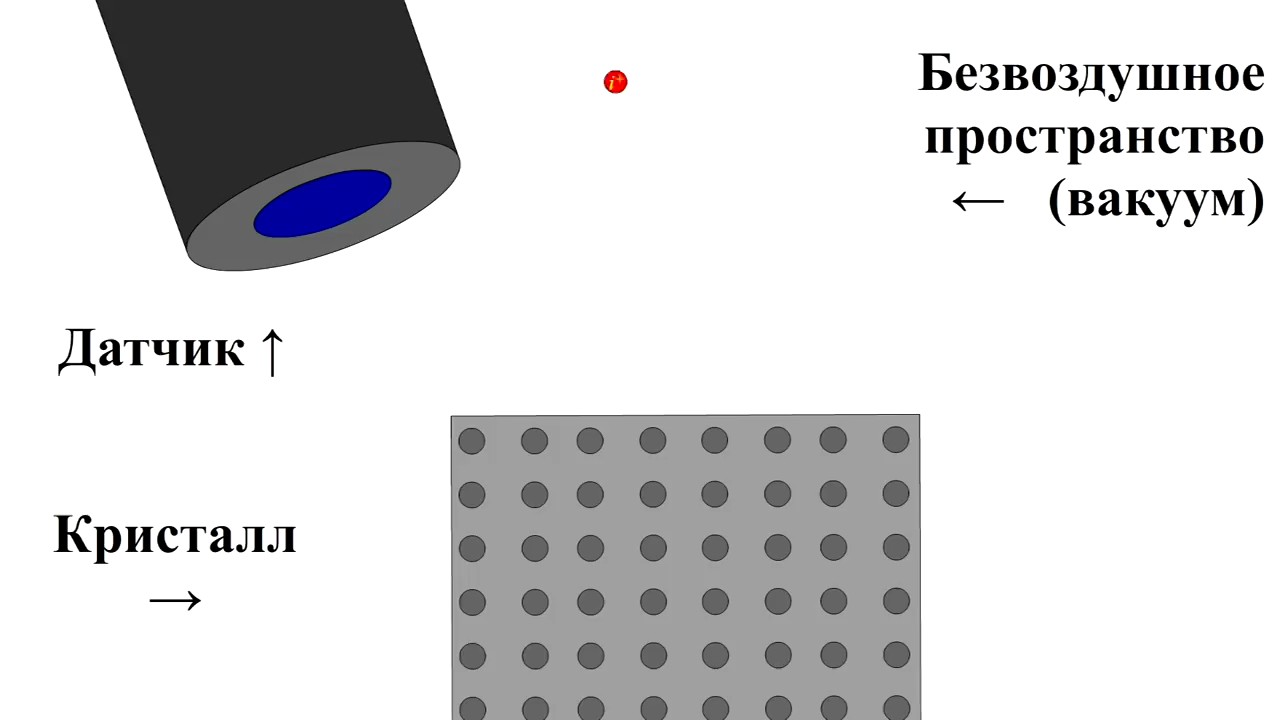 i⁺
Безвоздушное
пространство
← (вакуум)
Датчик ↑
Кристалл
→